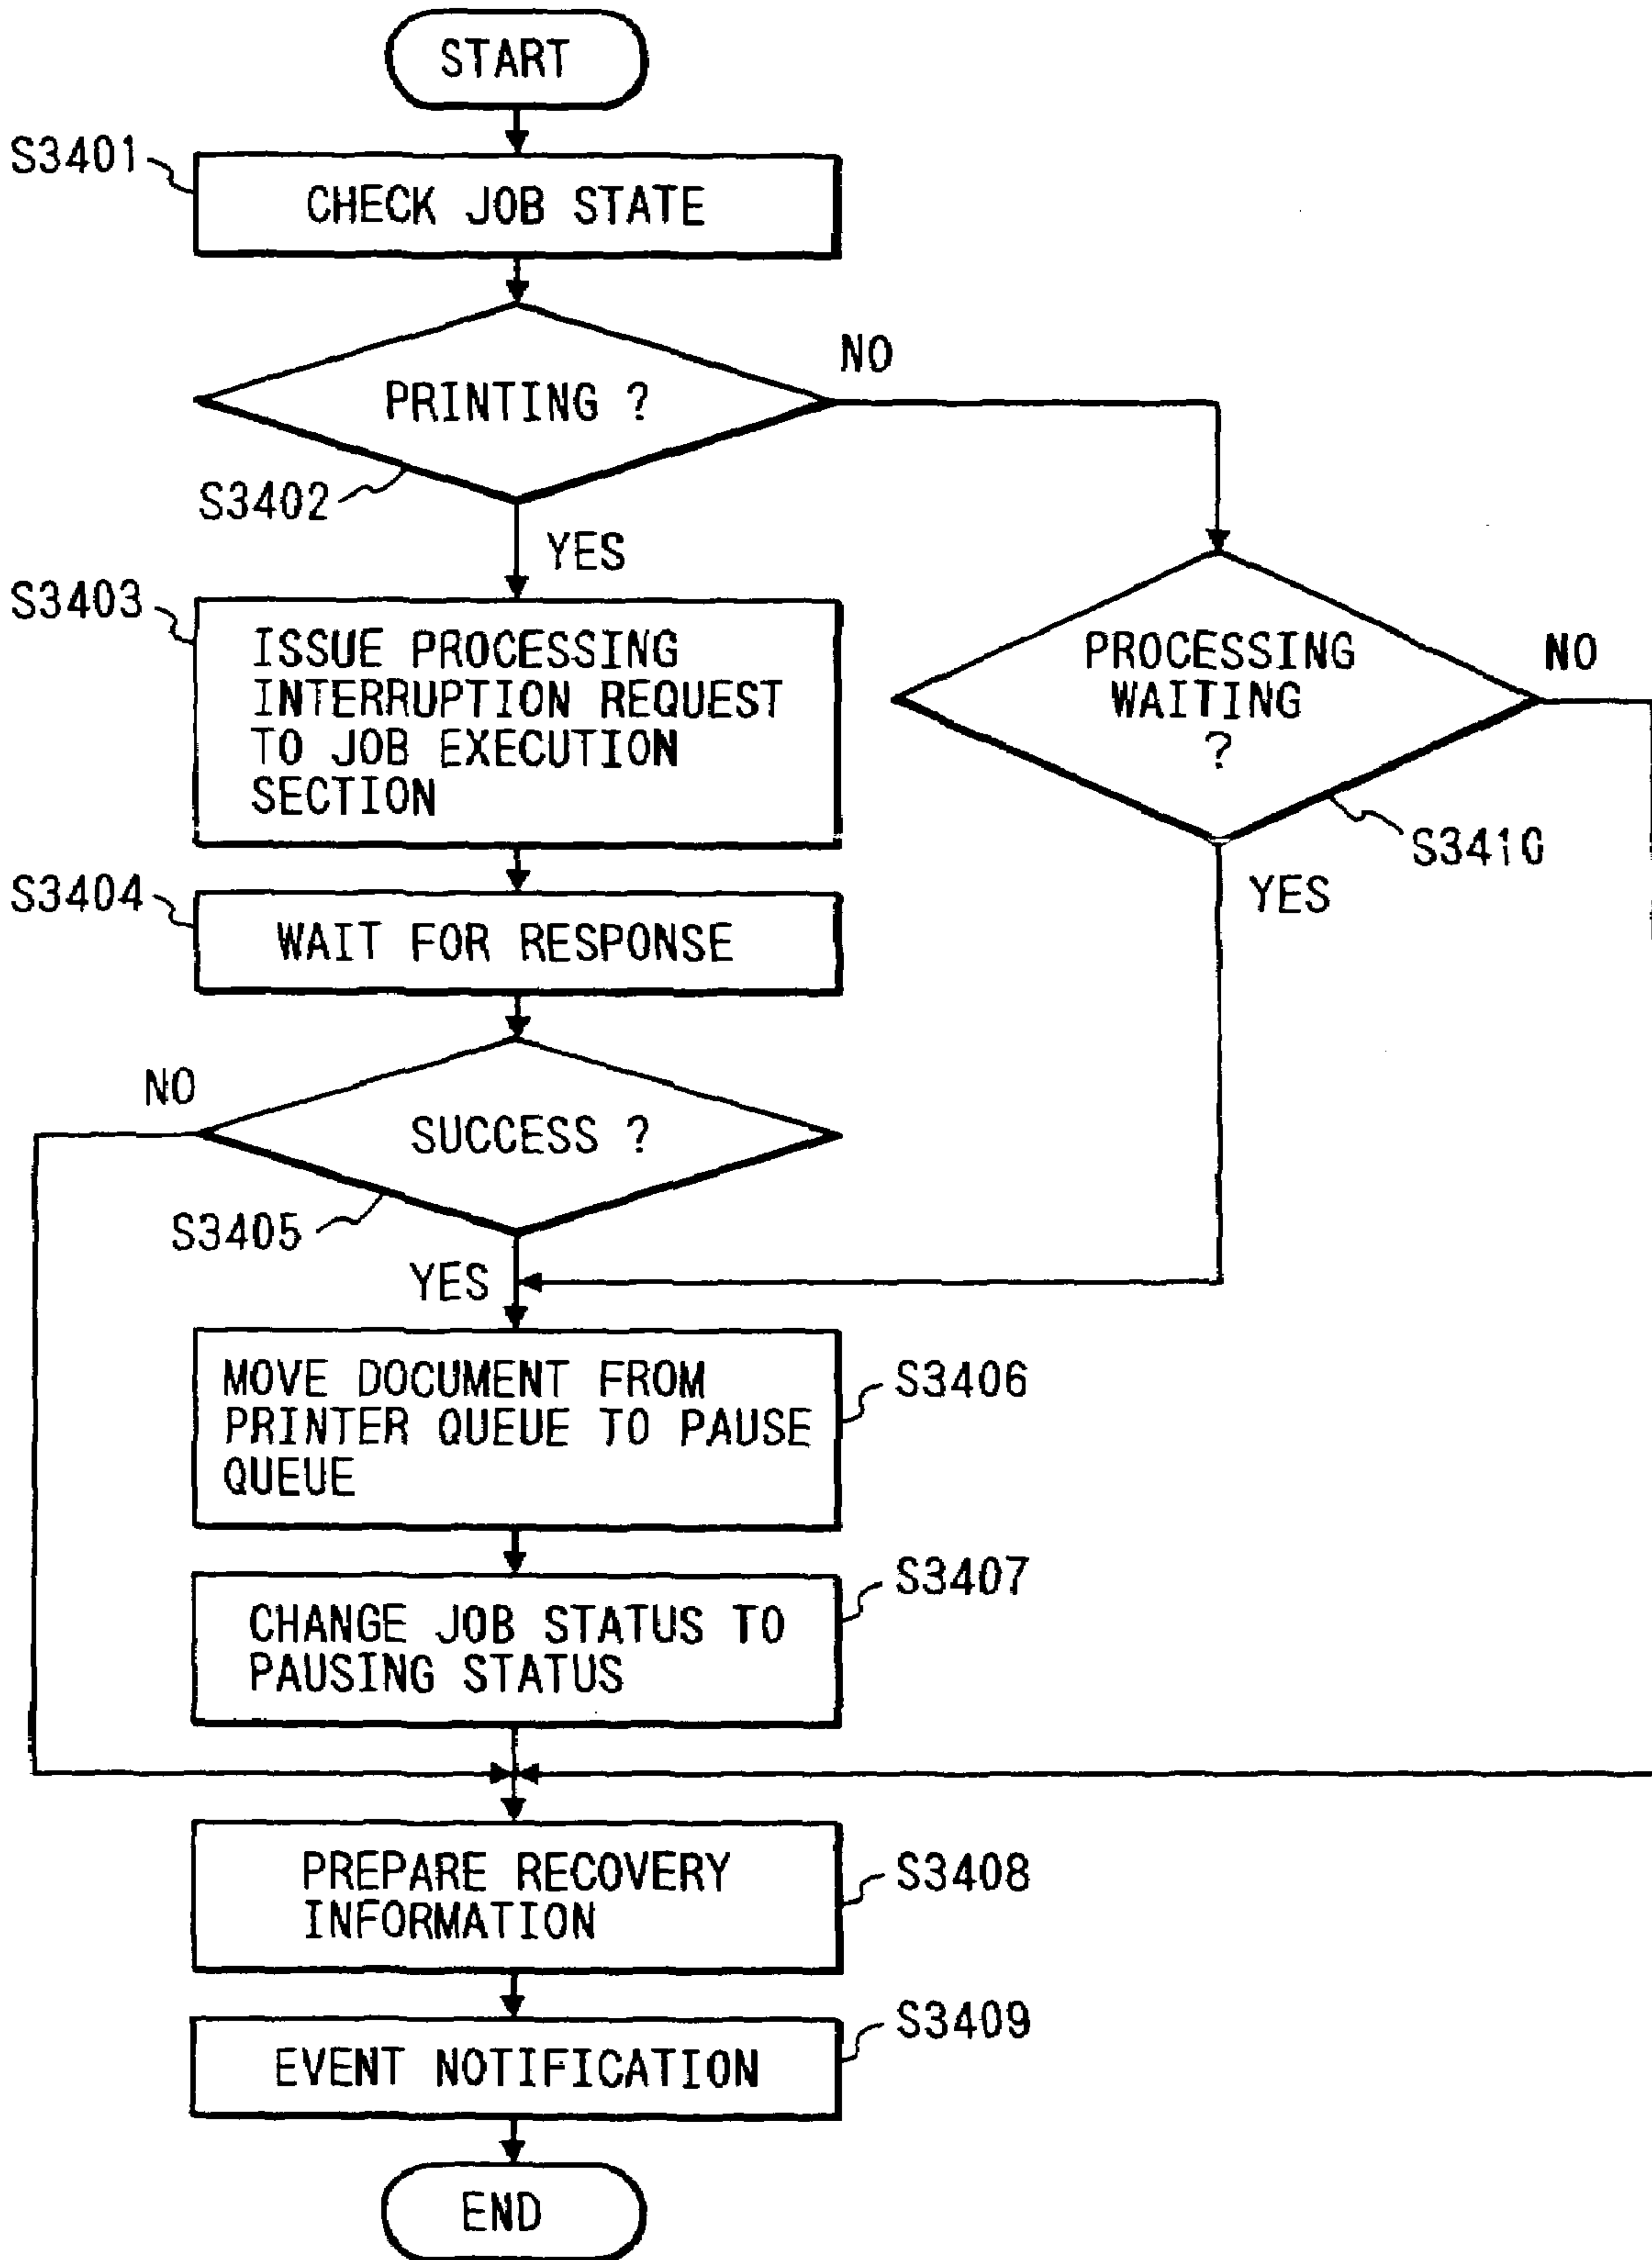 START
S3401
CHECK JOB STATE
NO
PRINTING ?
S3402
YES
S3403
ISSUE PROCESSING
INTERRUPTION REQUEST
TO JOB EXECUTION
SECTION
PROCESSING
WAITING
?
NO
S3410
YES
S3404
WAIT FOR RESPONSE
NO
SUCCESS ?
S3405
YES
MOVE DOCUMENT FROM
PRINTER QUEUE TO PAUSE
QUEUE
S3406
S3407
CHANGE JOB STATUS TO
PAUSING STATUS
PREPARE RECOVERY
INFORMATION
S3408
S3409
EVENT NOTIFICATION
END